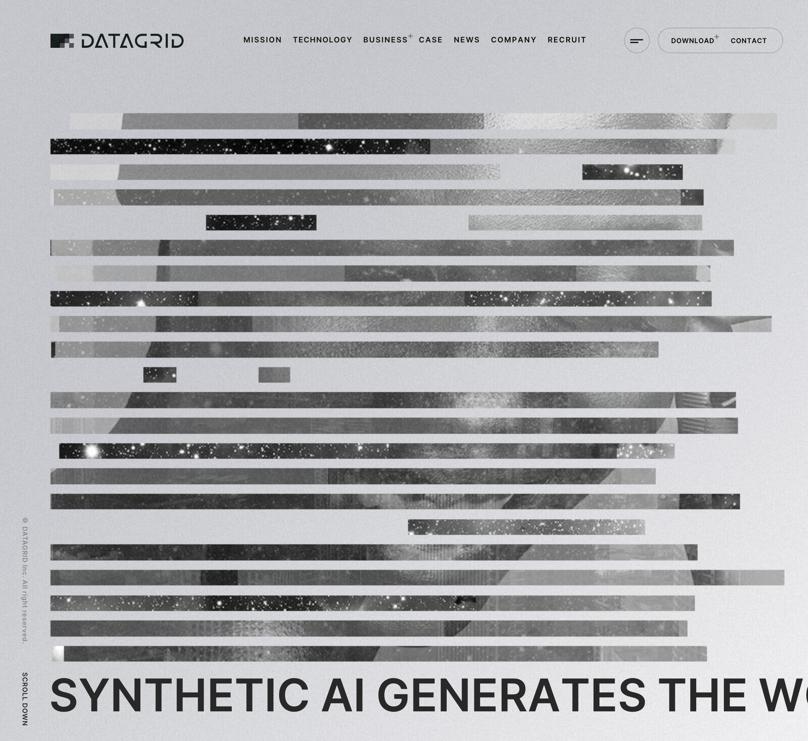 DATAGRID
MISSION TECHNOLOGY BUSINESS+ CASE NEWS COMPANY RECRUIT
DOWNLOAD+ CONTACT
© DATAGRID Inc. All right reserved.
SCROLL DOWN
SYNTHETIC AI GENERATES THE W